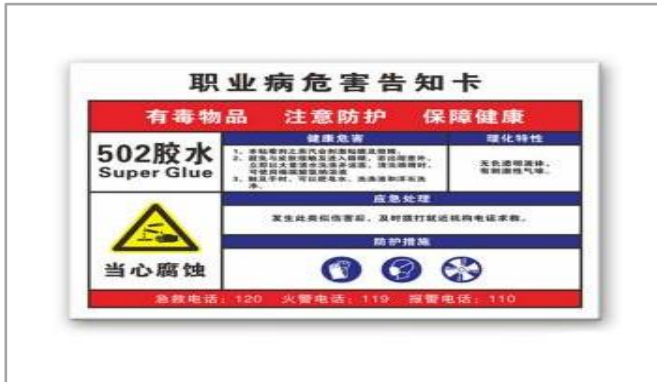 职业病危害告知卡
有毒物品 注意防护 保障健康
502胶水
Super Glue
健康危害
理化特性
无色透明液体，
有刺激性气味。
应急处理
发生此类似伤害后，及时拨打就近机构电话求救。
防护措施
当心腐蚀
急救电话：120 火警电话：119 报警电话：110